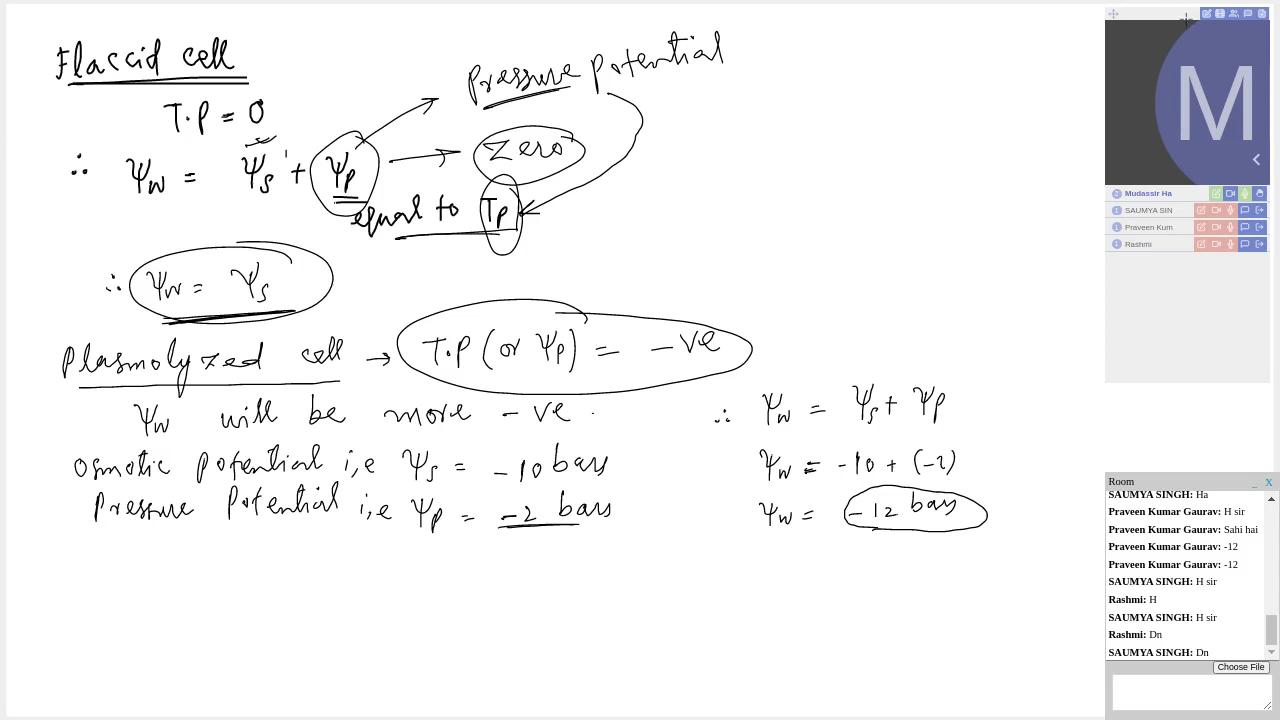 Flaccid cell
Pressure potential
T.P = 0
∴ Ψw = Ψs + Ψp → Zero
equal to Tp
∴ Ψw = Ψs
Plasmolyzed cell → T.P (or Ψp) = -ve
Ψw will be more -ve.
∴ Ψw = Ψs + Ψp
Osmotic potential i,e Ψs = -10 bars
Ψw = -10 + (-2)
Pressure Potential i,e Ψp = -2 bars
Ψw = -12 bars
M
Mudassir Ha
SAUMYA SIN
Praveen Kum
Rashmi
Room
_ X
SAUMYA SINGH: Ha
Praveen Kumar Gaurav: H sir
Praveen Kumar Gaurav: Sahi hai
Praveen Kumar Gaurav: -12
Praveen Kumar Gaurav: -12
SAUMYA SINGH: H sir
Rashmi: H
SAUMYA SINGH: H sir
Rashmi: Dn
SAUMYA SINGH: Dn
Choose File